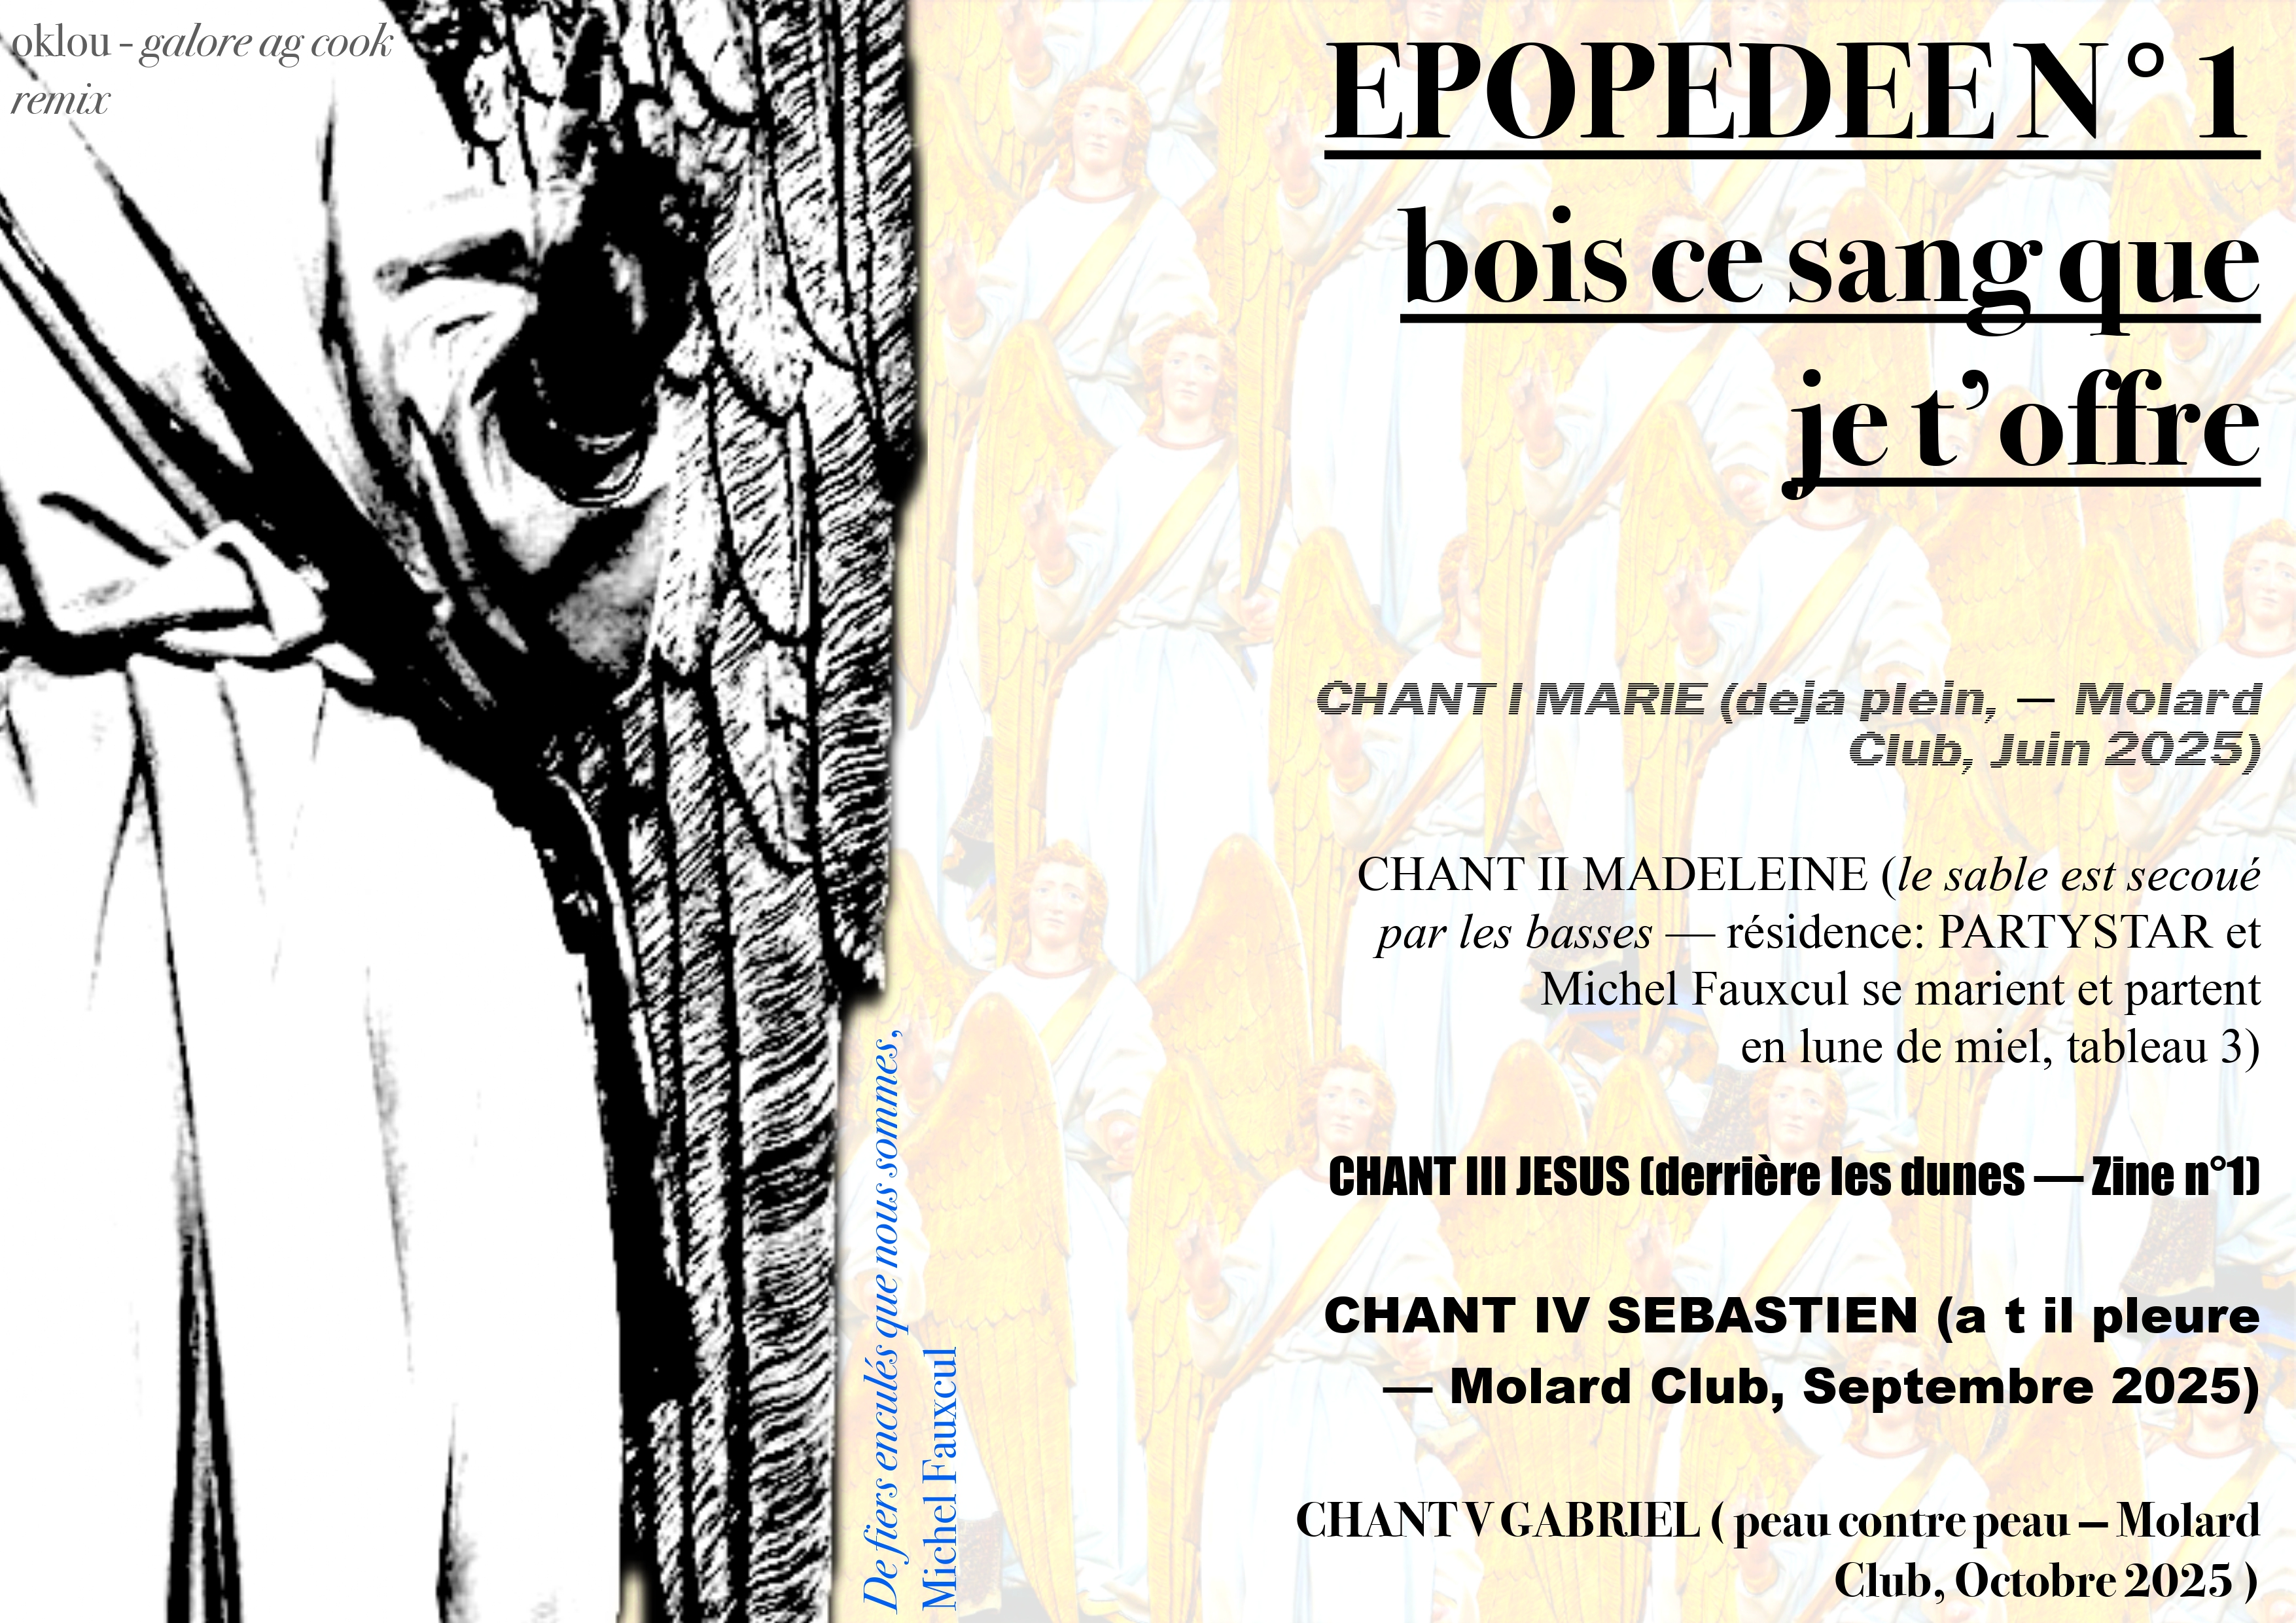 oklou - galore ag cook
remix
EPOPEDEE N°1
bois ce sang que
je t’offre
CHANT I MARIE (deja plein, — Molard
Club, Juin 2025)
CHANT II MADELEINE (le sable est secoué
par les basses — résidence: PARTYSTAR et
Michel Fauxcul se marient et partent
en lune de miel, tableau 3)
CHANT III JESUS (derrière les dunes — Zine n°1)
CHANT IV SEBASTIEN (a t il pleure
— Molard Club, Septembre 2025)
CHANT V GABRIEL ( peau contre peau — Molard
Club, Octobre 2025 )
De fiers enculés que nous sommes,
Michel Fauxcul